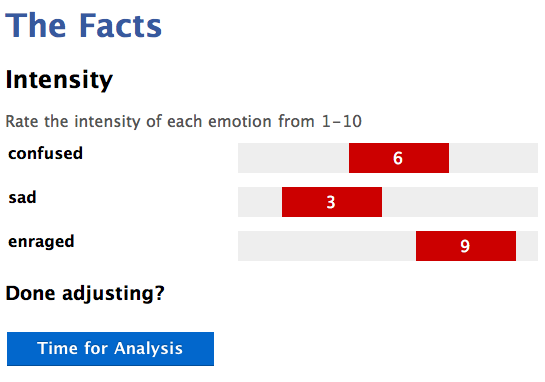 The Facts
Intensity
Rate the intensity of each emotion from 1-10
confused 6
sad 3
enraged 9
Done adjusting?
Time for Analysis